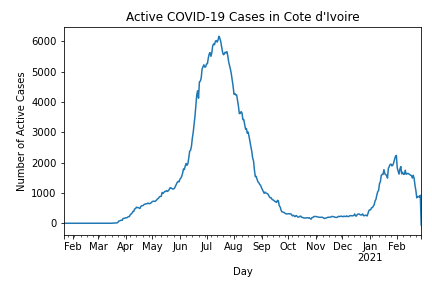 Active COVID-19 Cases in Cote d'Ivoire
Number of Active Cases
6000
5000
4000
3000
2000
1000
0
Feb Mar Apr May Jun Jul Aug Sep Oct Nov Dec Jan Feb
2021
Day